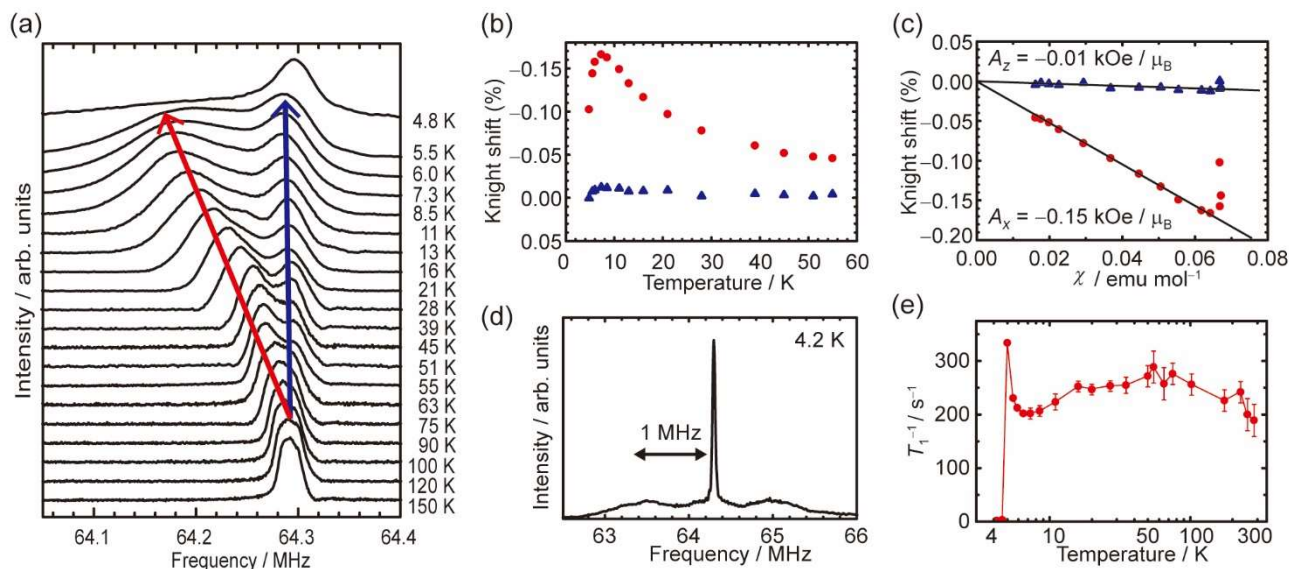 (a)
Intensity / arb. units
4.8 K
5.5 K
6.0 K
7.3 K
8.5 K
11 K
13 K
16 K
21 K
28 K
39 K
45 K
51 K
55 K
63 K
75 K
90 K
100 K
120 K
150 K
64.1 64.2 64.3 64.4
Frequency / MHz
(b)
Knight shift (%)
−0.15
−0.10
−0.05
0.00
0.05
0 10 20 30 40 50 60
Temperature / K
(c)
Knight shift (%)
0.05
0.00
−0.05
−0.10
−0.15
−0.20
A_z = −0.01 kOe / μ_B
A_x = −0.15 kOe / μ_B
0.00 0.02 0.04 0.06 0.08
χ / emu mol⁻¹
(d)
Intensity / arb. units
4.2 K
1 MHz
63 64 65 66
Frequency / MHz
(e)
T₁⁻¹ / s⁻¹
300
200
100
0
4 10 50 100 300
Temperature / K